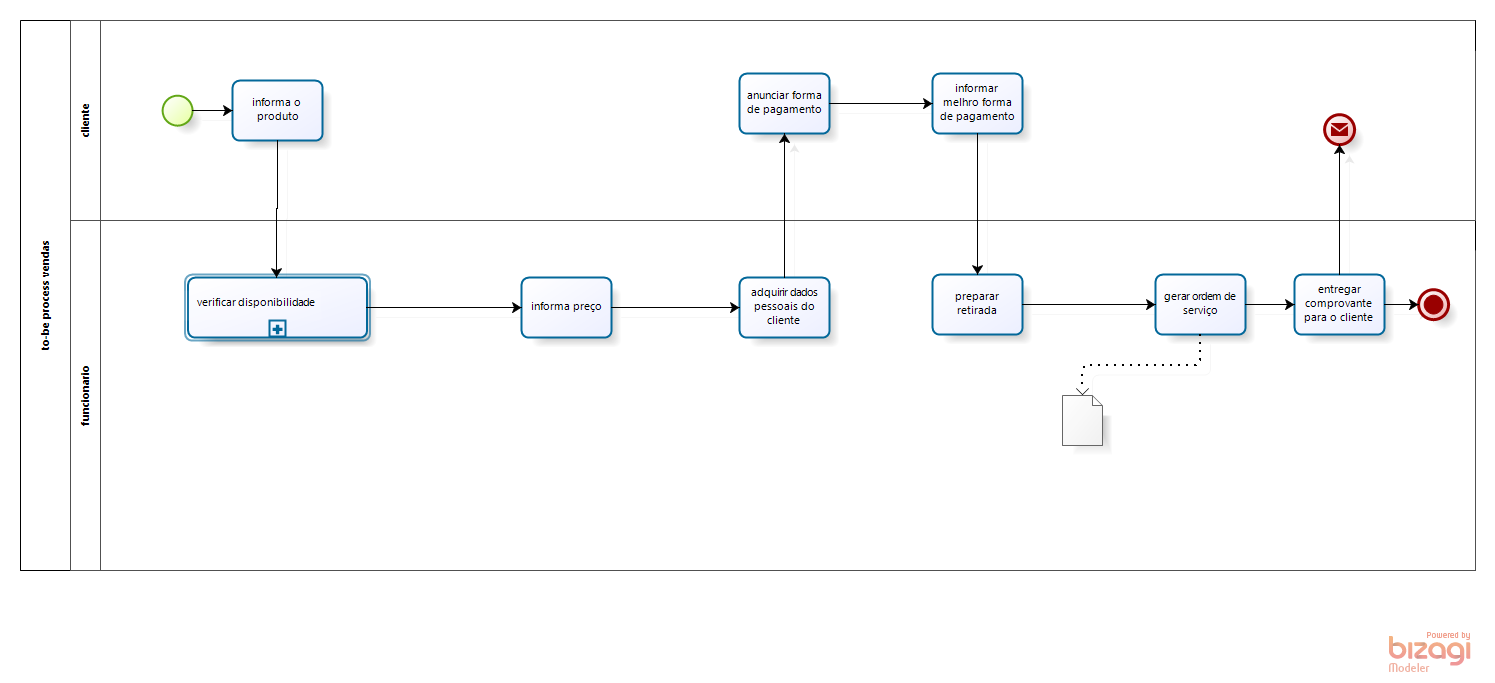 to-be process vendas
cliente
informa o
produto
anunciar forma
de pagamento
informar
melhro forma
de pagamento
funcionario
verificar disponibilidade
informa preço
adquirir dados
pessoais do
cliente
preparar
retirada
gerar ordem de
serviço
entregar
comprovante
para o cliente
Powered by
bizagi
Modeler